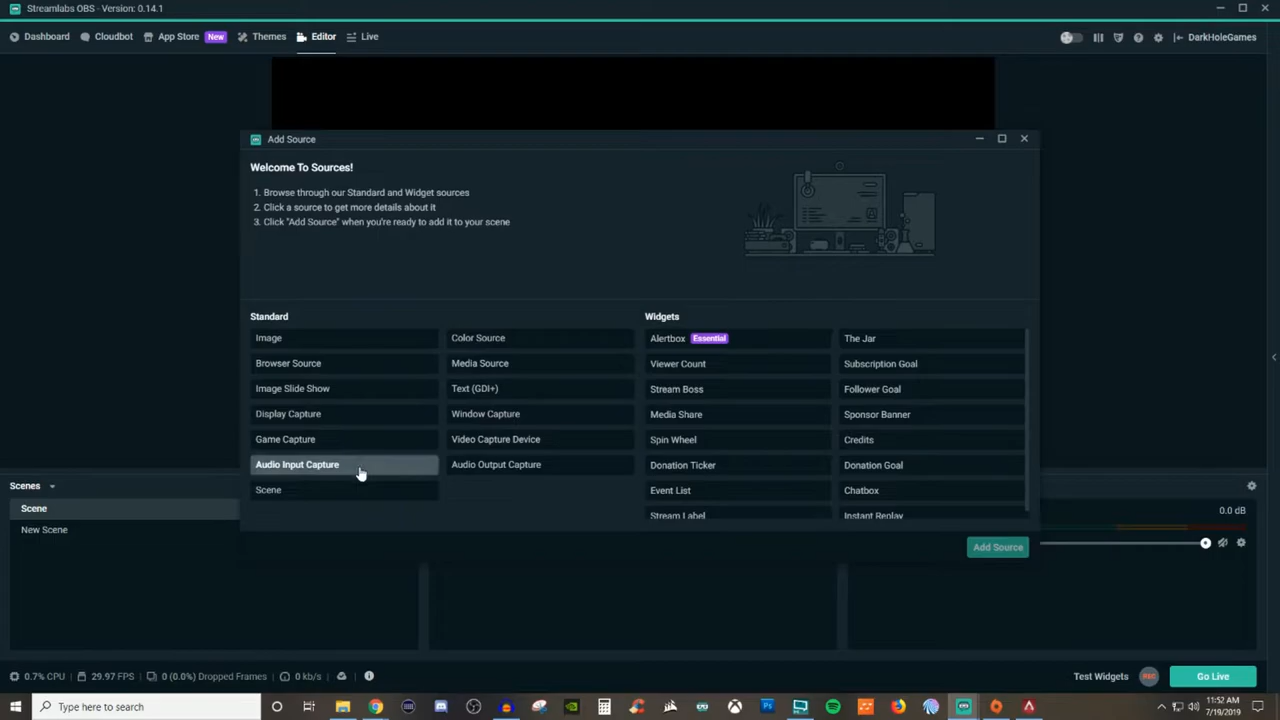 Streamlabs OBS - Version: 0.14.1
Dashboard Cloudbot App Store New Themes Editor Live DarkHoleGames
Add Source
Welcome To Sources!
1. Browse through our Standard and Widget sources
2. Click a source to get more details about it
3. Click "Add Source" when you're ready to add it to your scene
Standard
Image Color Source
Browser Source Media Source
Image Slide Show Text (GDI+)
Display Capture Window Capture
Game Capture Video Capture Device
Audio Input Capture Audio Output Capture
Scene
Widgets
Alertbox Essential The Jar
Viewer Count Subscription Goal
Stream Boss Follower Goal
Media Share Sponsor Banner
Spin Wheel Credits
Donation Ticker Donation Goal
Event List Chatbox
Stream Label Instant Replay
Add Source
Scenes
Scene
New Scene
0.0 dB
0.7% CPU 29.97 FPS 0 (0.0%) Dropped Frames 0 kb/s Test Widgets REC Go Live
Type here to search
11:52 AM
7/19/2019